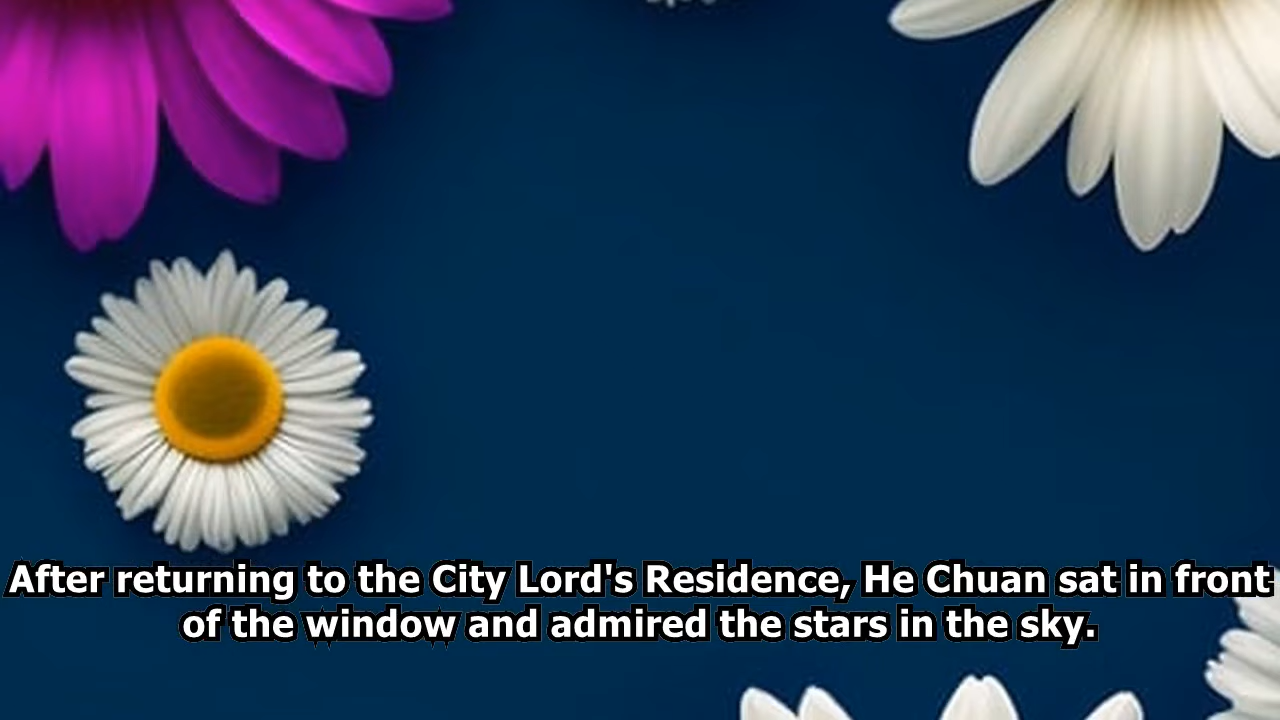 After returning to the City Lord's Residence, He Chuan sat in front
of the window and admired the stars in the sky.